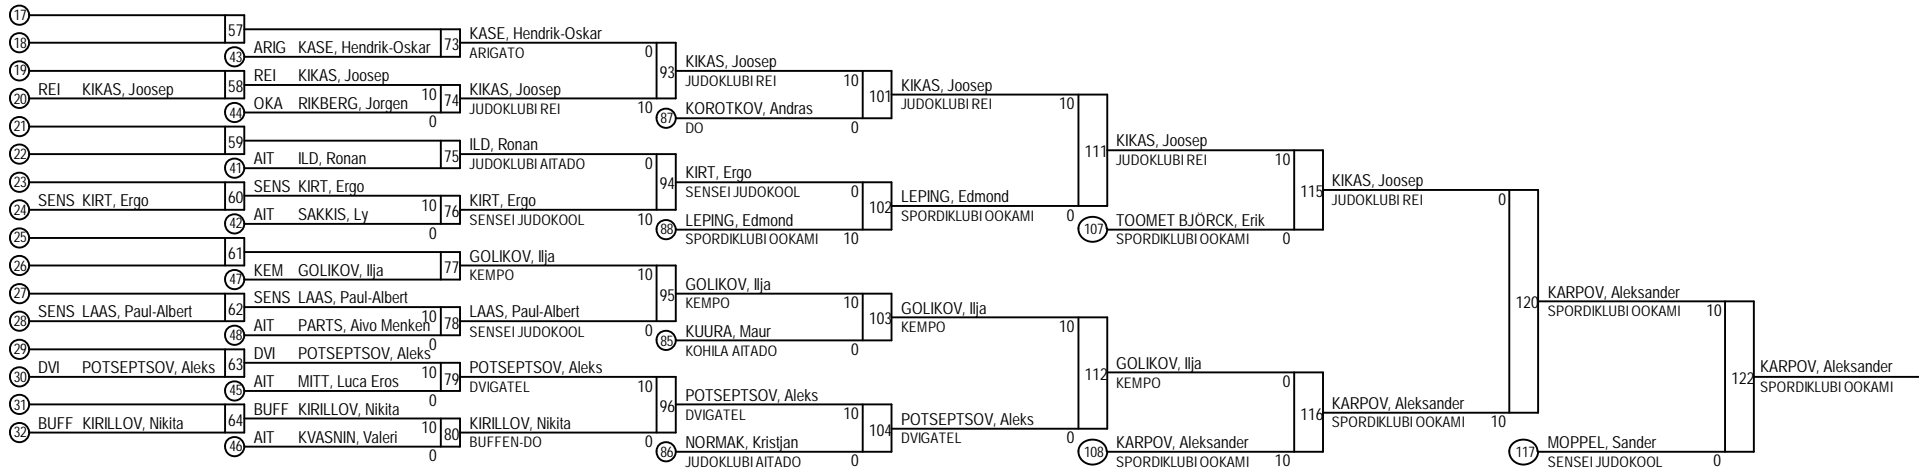 17
57
18
43 ARIG KASE, Hendrik-Oskar 73 KASE, Hendrik-Oskar
ARIGATO 0
19
58 REI KIKAS, Joosep 10
20 REI KIKAS, Joosep
44 OKA RIKBERG, Jorgen 0 74 KIKAS, Joosep
JUDOKLUBI REI 10
93 KIKAS, Joosep
JUDOKLUBI REI 10
87 KOROTKOV, Andras
DO 0
101 KIKAS, Joosep
JUDOKLUBI REI 10
21
59
22
41 AIT ILD, Ronan 75 ILD, Ronan
JUDOKLUBI AITADO 0
23
60 SENS KIRT, Ergo 10
24 SENS KIRT, Ergo
42 AIT SAKKIS, Ly 0 76 KIRT, Ergo
SENSEI JUDOKOOL 10
94 KIRT, Ergo
SENSEI JUDOKOOL 0
88 LEPING, Edmond
SPORDIKLUBI OOKAMI 10
102 LEPING, Edmond
SPORDIKLUBI OOKAMI 0
111 KIKAS, Joosep
JUDOKLUBI REI 10
107 TOOMET BJÖRCK, Erik
SPORDIKLUBI OOKAMI 0
115 KIKAS, Joosep
JUDOKLUBI REI 0
25
61
26
47 KEM GOLIKOV, Ilja 77 GOLIKOV, Ilja
KEMPO 10
27
62 SENS LAAS, Paul-Albert 10
28 SENS LAAS, Paul-Albert
48 AIT PARTS, Aivo Menken 0 78 LAAS, Paul-Albert
SENSEI JUDOKOOL 0
95 GOLIKOV, Ilja
KEMPO 10
85 KUURA, Maur
KOHILA AITADO 0
103 GOLIKOV, Ilja
KEMPO 10
29
63 DVI POTSEPTSOV, Aleks 10
30 DVI POTSEPTSOV, Aleks
45 AIT MITT, Luca Eros 0 79 POTSEPTSOV, Aleks
DVIGATEL 10
31
64 BUFF KIRILLOV, Nikita 10
32 BUFF KIRILLOV, Nikita
46 AIT KVASNIN, Valeri 0 80 KIRILLOV, Nikita
BUFFEN-DO 0
96 POTSEPTSOV, Aleks
DVIGATEL 10
86 NORMAK, Kristjan
JUDOKLUBI AITADO 0
104 POTSEPTSOV, Aleks
DVIGATEL 0
112 GOLIKOV, Ilja
KEMPO 0
108 KARPOV, Aleksander
SPORDIKLUBI OOKAMI 10
116 KARPOV, Aleksander
SPORDIKLUBI OOKAMI 10
120 KARPOV, Aleksander
SPORDIKLUBI OOKAMI 10
117 MOPPEL, Sander
SENSEI JUDOKOOL 0
122 KARPOV, Aleksander
SPORDIKLUBI OOKAMI